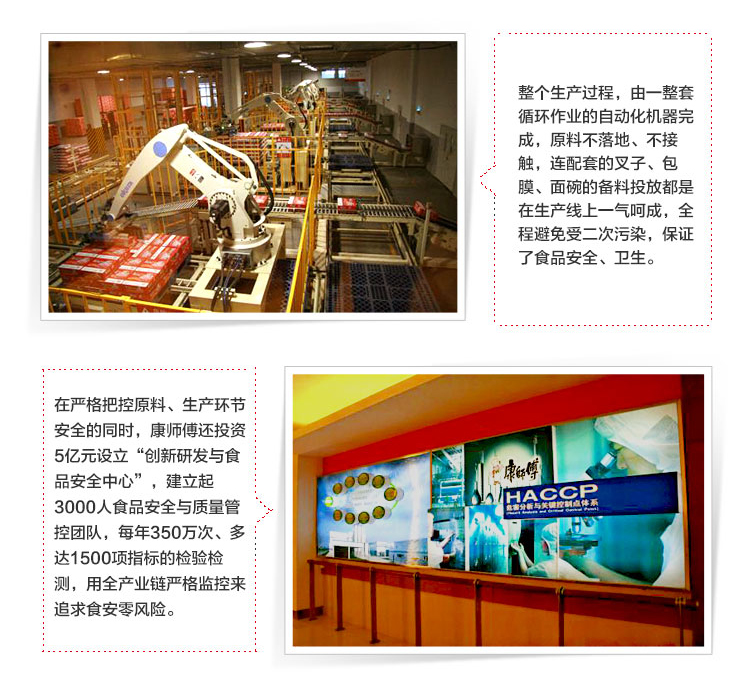 整个生产过程，由一整套
循环作业的自动化机器完
成，原料不落地、不接
触，连配套的叉子、包
膜、面碗的备料投放都是
在生产线上一气呵成，全
程避免受二次污染，保证
了食品安全、卫生。
在严格把控原料、生产环节
安全的同时，康师傅还投资
5亿元设立“创新研发与食
品安全中心”，建立起
3000人食品安全与质量管
控团队，每年350万次、多
达1500项指标的检验检
测，用全产业链严格监控来
追求食安零风险。
康師傅
HACCP
危害分析与关键控制点体系
(Hazard Analysis and Critical Control Point)